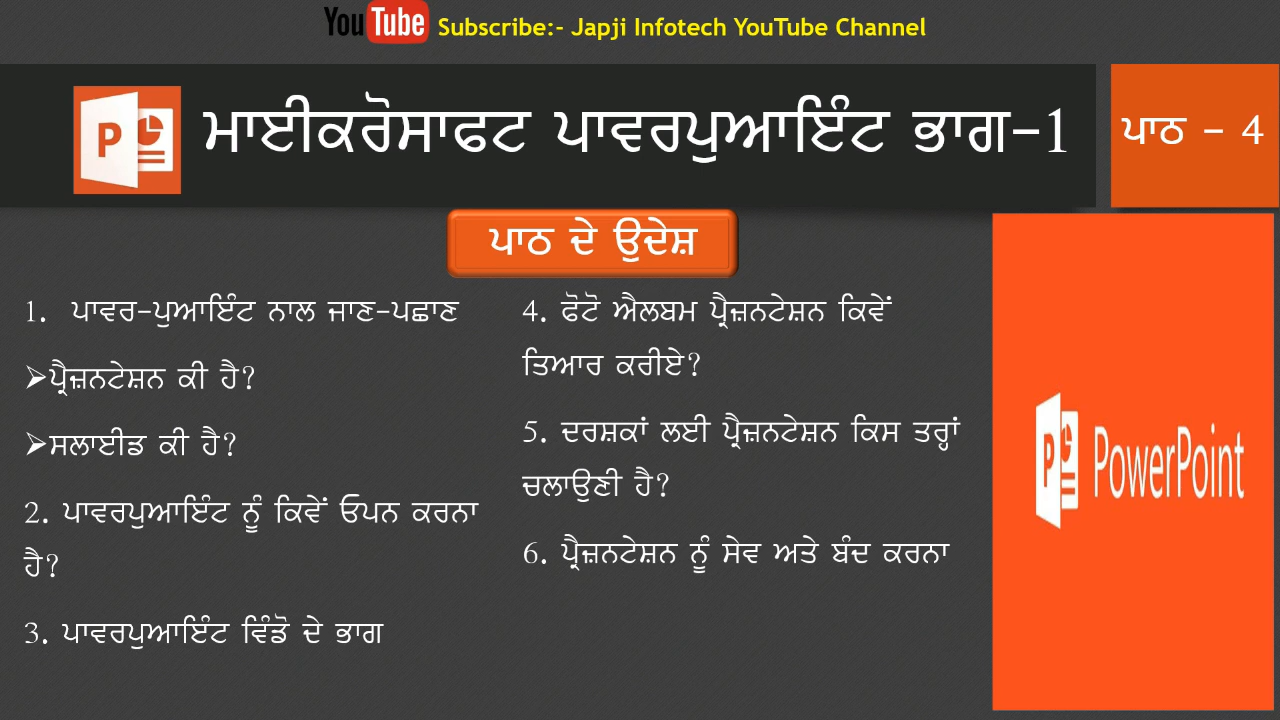 YouTube Subscribe:- Japji Infotech YouTube Channel
P ਮਾਈਕਰੋਸਾਫਟ ਪਾਵਰਪੁਆਇੰਟ ਭਾਗ-1
ਪਾਠ - 4
ਪਾਠ ਦੇ ਉਦੇਸ਼
1. ਪਾਵਰ-ਪੁਆਇੰਟ ਨਾਲ ਜਾਣ-ਪਛਾਣ
➢ਪ੍ਰੈਜ਼ਨਟੇਸ਼ਨ ਕੀ ਹੈ?
➢ਸਲਾਈਡ ਕੀ ਹੈ?
2. ਪਾਵਰਪੁਆਇੰਟ ਨੂੰ ਕਿਵੇਂ ਓਪਨ ਕਰਨਾ
ਹੈ?
3. ਪਾਵਰਪੁਆਇੰਟ ਵਿੰਡੋ ਦੇ ਭਾਗ
4. ਫੋਟੋ ਐਲਬਮ ਪ੍ਰੈਜ਼ਨਟੇਸ਼ਨ ਕਿਵੇਂ
ਤਿਆਰ ਕਰੀਏ?
5. ਦਰਸ਼ਕਾਂ ਲਈ ਪ੍ਰੈਜ਼ਨਟੇਸ਼ਨ ਕਿਸ ਤਰ੍ਹਾਂ
ਚਲਾਉਣੀ ਹੈ?
6. ਪ੍ਰੈਜ਼ਨਟੇਸ਼ਨ ਨੂੰ ਸੇਵ ਅਤੇ ਬੰਦ ਕਰਨਾ
P PowerPoint